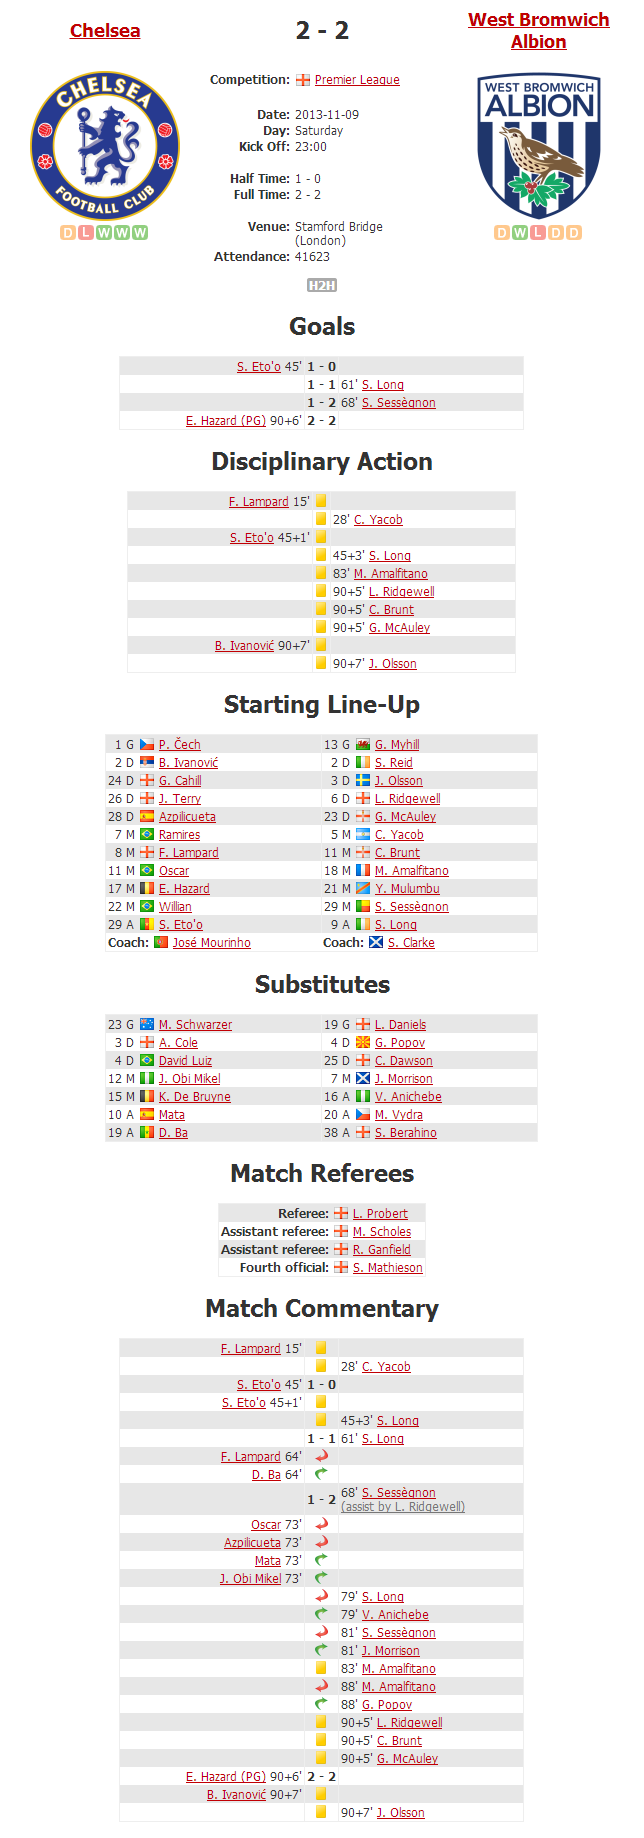 Chelsea
2 - 2
West Bromwich
Albion
CHELSEA
FOOTBALL CLUB
WEST BROMWICH
ALBION
Competition: Premier League
Date: 2013-11-09
Day: Saturday
Kick Off: 23:00
Half Time: 1 - 0
Full Time: 2 - 2
Venue: Stamford Bridge
(London)
Attendance: 41623
D L W W W
D W L D D
H2H
Goals
S. Eto'o 45' 1 - 0
1 - 1 61' S. Long
1 - 2 68' S. Sessègnon
E. Hazard (PG) 90+6' 2 - 2
Disciplinary Action
F. Lampard 15'
28' C. Yacob
S. Eto'o 45+1'
45+3' S. Long
83' M. Amalfitano
90+5' L. Ridgewell
90+5' C. Brunt
90+5' G. McAuley
B. Ivanović 90+7'
90+7' J. Olsson
Starting Line-Up
1 G P. Čech 13 G G. Myhill
2 D B. Ivanović 2 D S. Reid
24 D G. Cahill 3 D J. Olsson
26 D J. Terry 6 D L. Ridgewell
28 D Azpilicueta 23 D G. McAuley
7 M Ramires 5 M C. Yacob
8 M F. Lampard 11 M C. Brunt
11 M Oscar 18 M M. Amalfitano
17 M E. Hazard 21 M Y. Mulumbu
22 M Willian 29 M S. Sessègnon
29 A S. Eto'o 9 A S. Long
Coach: José Mourinho Coach: S. Clarke
Substitutes
23 G M. Schwarzer 19 G L. Daniels
3 D A. Cole 4 D G. Popov
4 D David Luiz 25 D C. Dawson
12 M J. Obi Mikel 7 M J. Morrison
15 M K. De Bruyne 16 A V. Anichebe
10 A Mata 20 A M. Vydra
19 A D. Ba 38 A S. Berahino
Match Referees
Referee: L. Probert
Assistant referee: M. Scholes
Assistant referee: R. Ganfield
Fourth official: S. Mathieson
Match Commentary
F. Lampard 15'
28' C. Yacob
S. Eto'o 45' 1 - 0
S. Eto'o 45+1'
45+3' S. Long
1 - 1 61' S. Long
F. Lampard 64'
D. Ba 64'
1 - 2 68' S. Sessègnon
(assist by L. Ridgewell)
Oscar 73'
Azpilicueta 73'
Mata 73'
J. Obi Mikel 73'
79' S. Long
79' V. Anichebe
81' S. Sessègnon
81' J. Morrison
83' M. Amalfitano
88' M. Amalfitano
88' G. Popov
90+5' L. Ridgewell
90+5' C. Brunt
90+5' G. McAuley
E. Hazard (PG) 90+6' 2 - 2
B. Ivanović 90+7'
90+7' J. Olsson